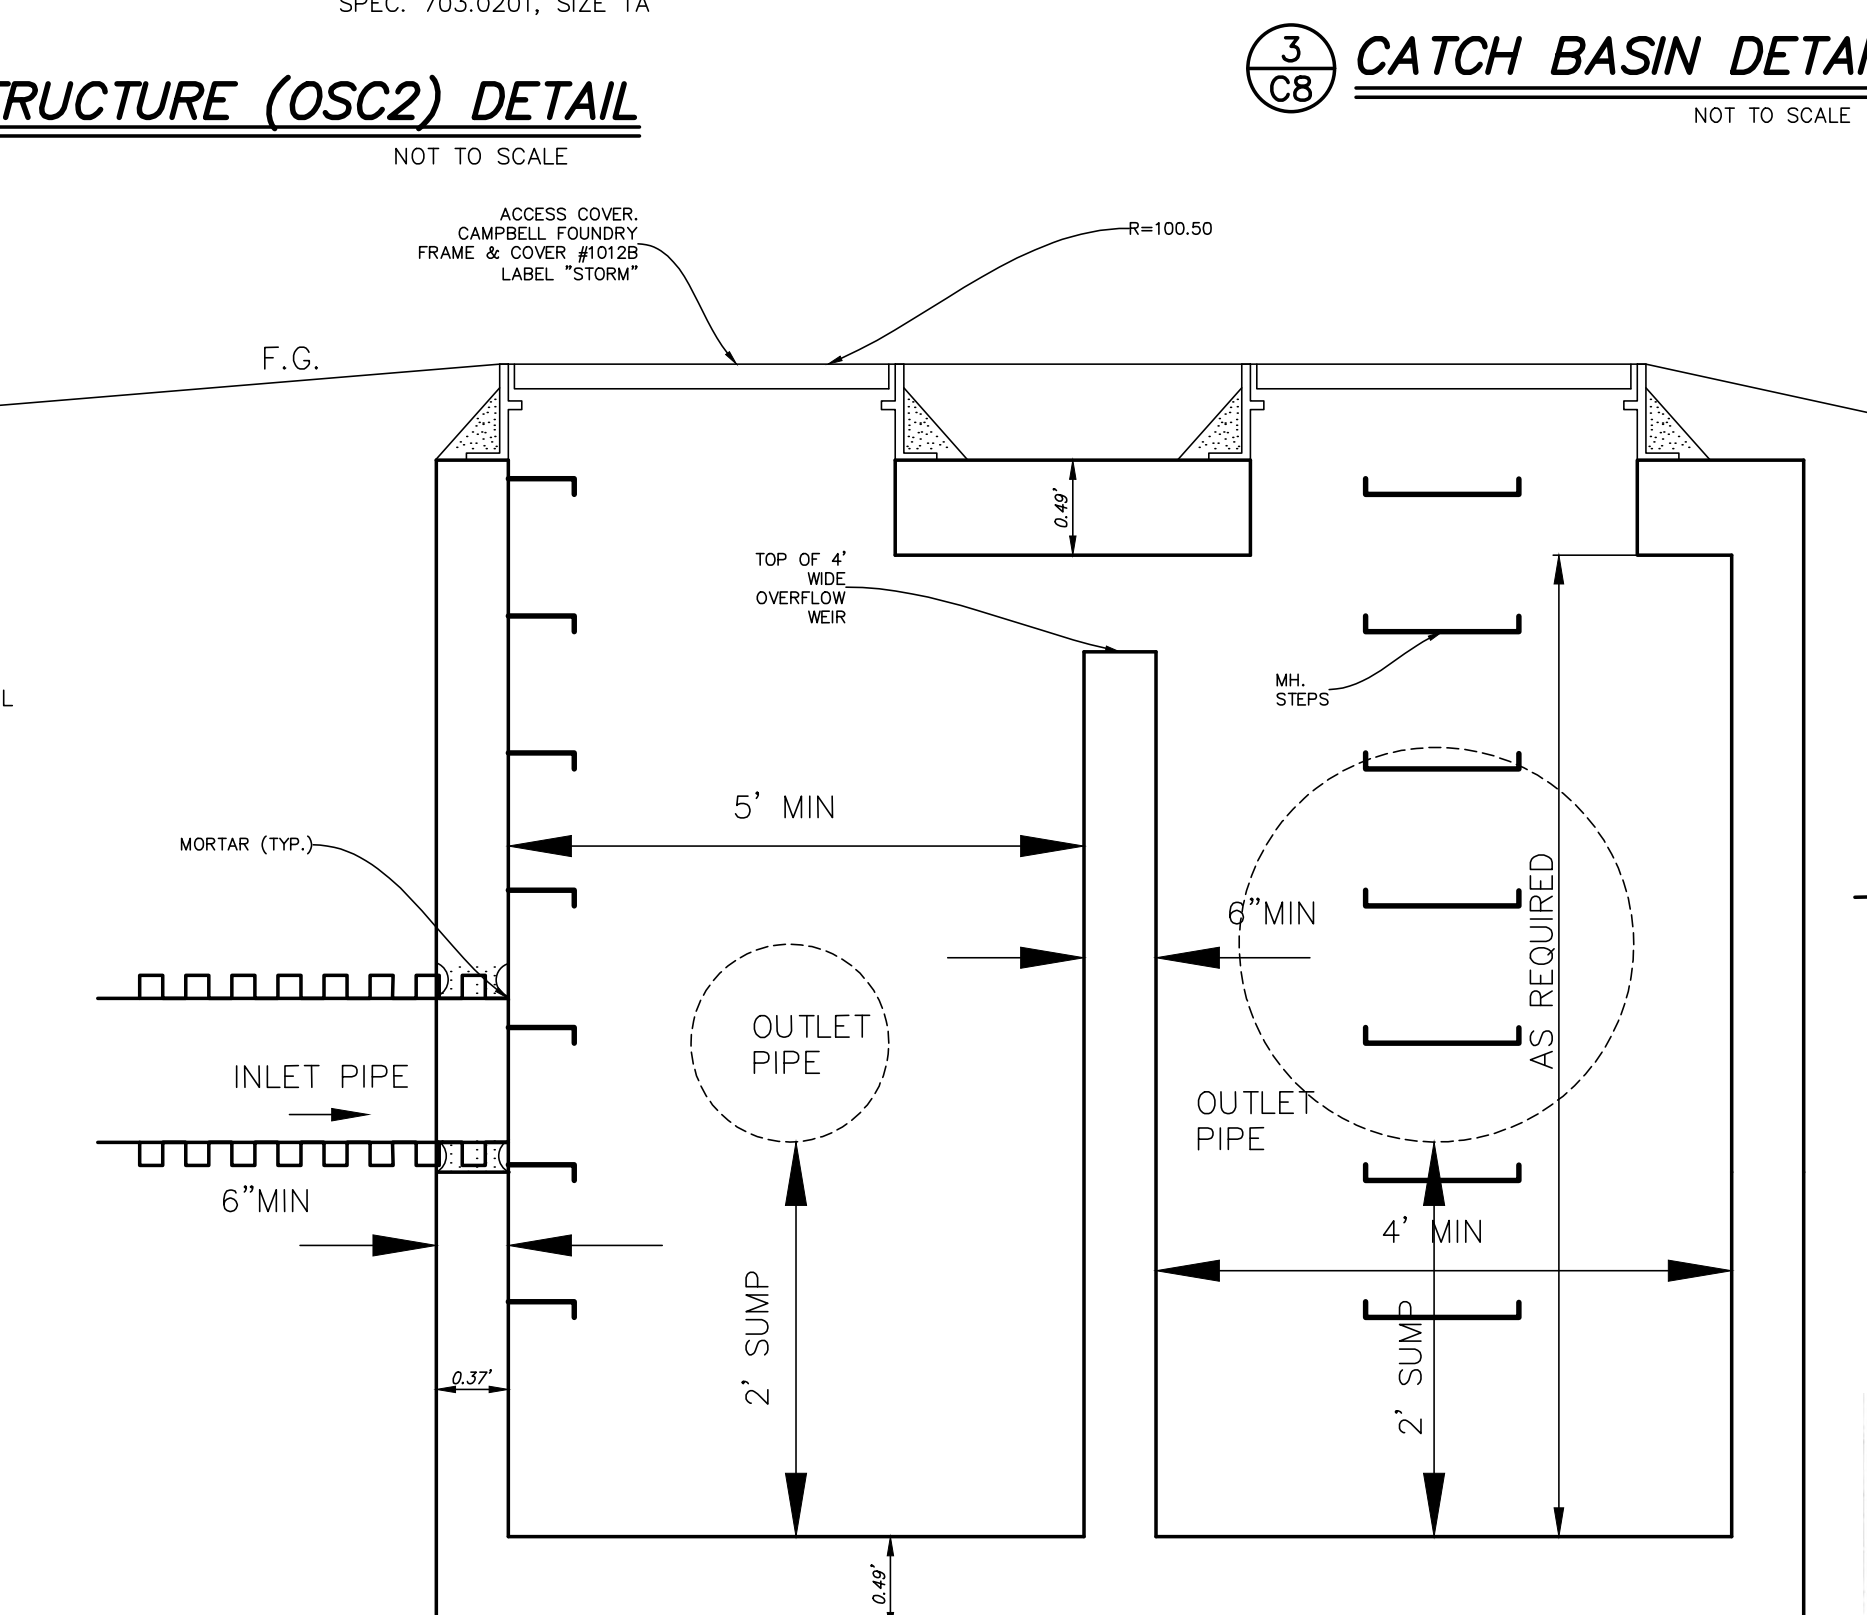 SPEC. 703.0201, SIZE 1A
3
C8
CATCH BASIN DETAI
NOT TO SCALE
TRUCTURE (OSC2) DETAIL
NOT TO SCALE
ACCESS COVER.
CAMPBELL FOUNDRY
FRAME & COVER #1012B
LABEL "STORM"
R=100.50
F.G.
0.49'
TOP OF 4'
WIDE
OVERFLOW
WEIR
MH.
STEPS
L
5' MIN
MORTAR (TYP.)
6"MIN
AS REQUIRED
OUTLET
PIPE
INLET PIPE
OUTLET
PIPE
6"MIN
4' MIN
2' SUMP
2' SUMP
0.37'
0.49'